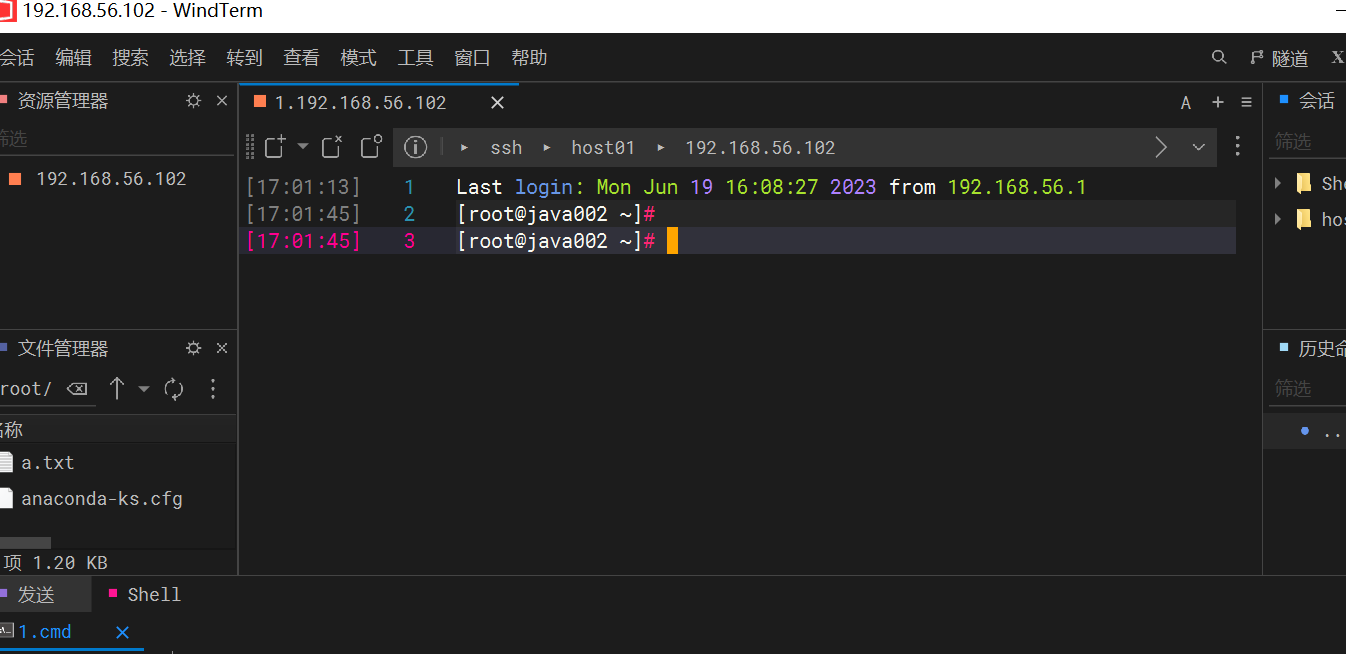 192.168.56.102 - WindTerm
会话 编辑 搜索 选择 转到 查看 模式 工具 窗口 帮助 隧道 X
资源管理器
筛选
192.168.56.102
1.192.168.56.102
A
ssh host01 192.168.56.102
[17:01:13] 1 Last login: Mon Jun 19 16:08:27 2023 from 192.168.56.1
[17:01:45] 2 [root@java002 ~]#
[17:01:45] 3 [root@java002 ~]#
会话
筛选
She
hos
文件管理器
root/
名称
a.txt
anaconda-ks.cfg
项 1.20 KB
历史命
筛选
..
发送 Shell
1.cmd